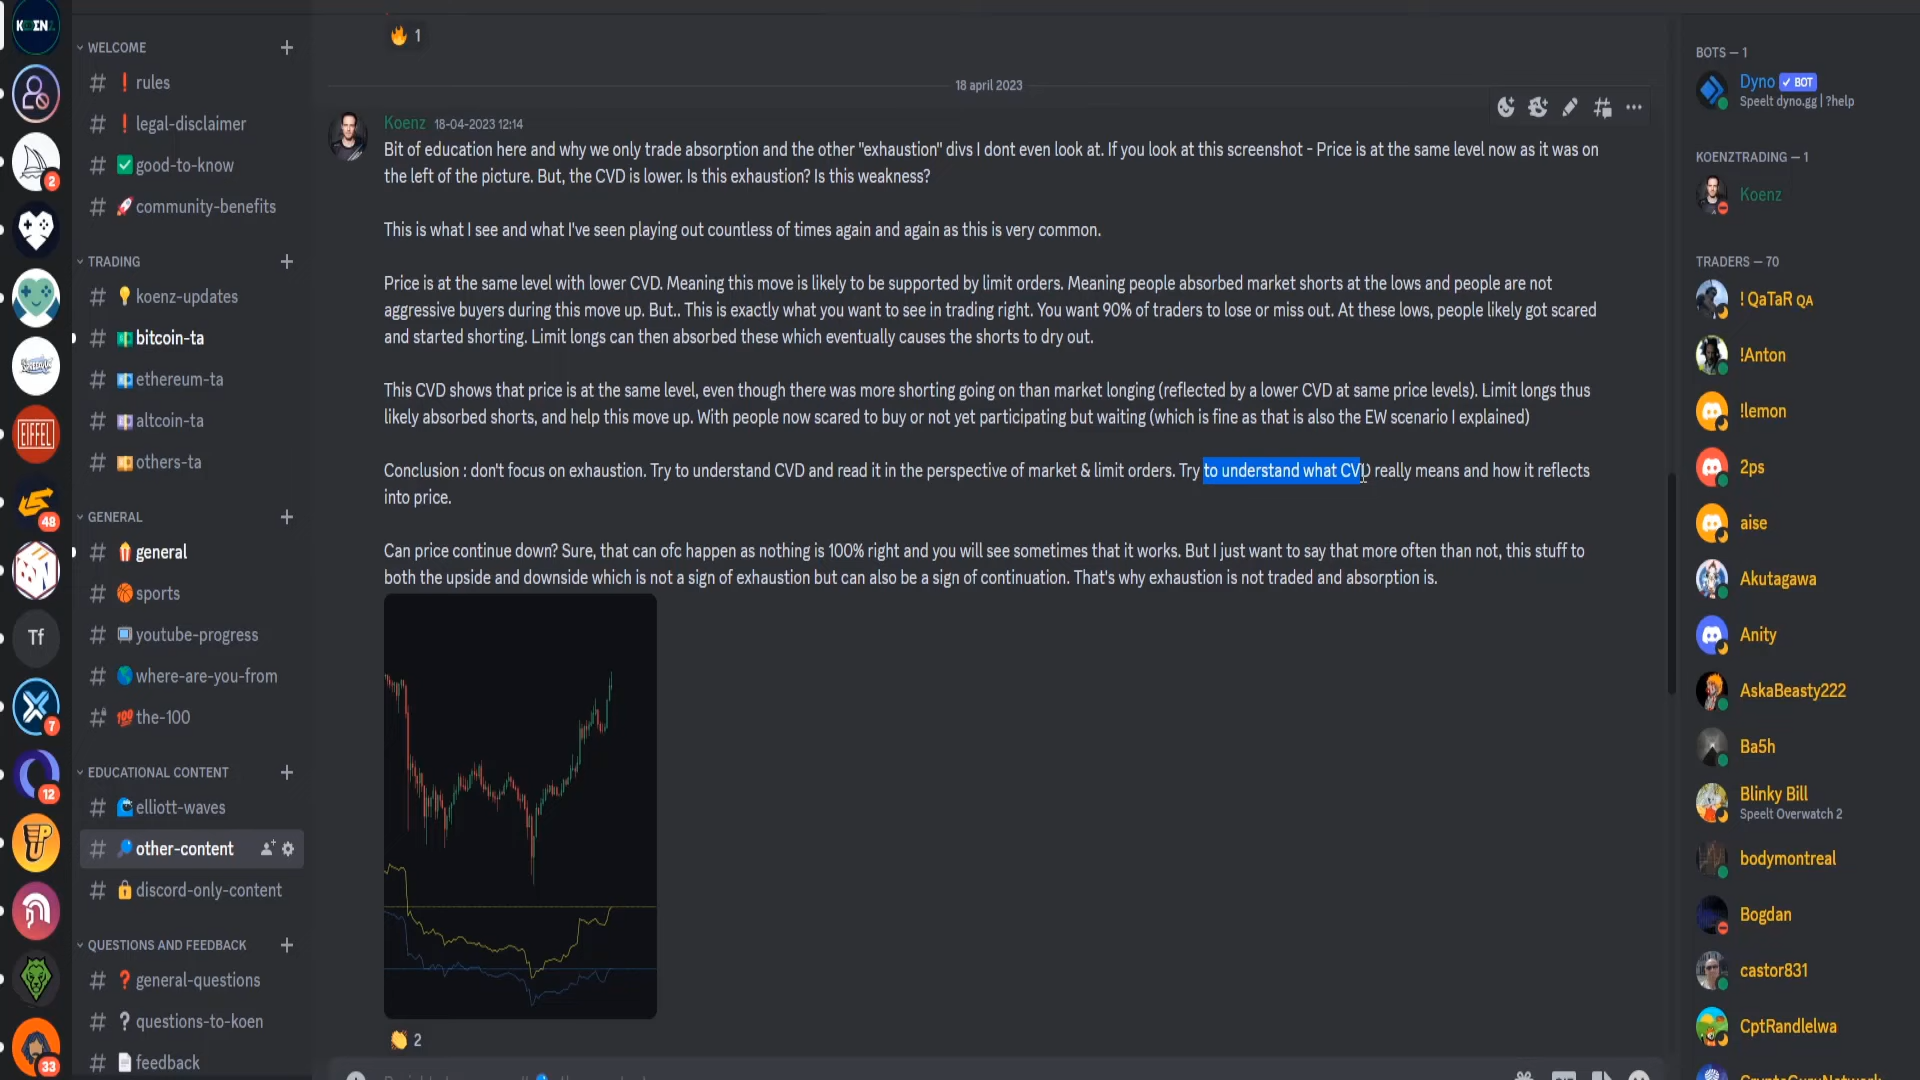 KOEN
🔥 1
WELCOME
18 april 2023
rules
BOTS — 1
Dyno ✓ BOT
Speelt dyno.gg | ?help
legal-disclaimer
Koenz 18-04-2023 12:14
Bit of education here and why we only trade absorption and the other "exhaustion" divs I dont even look at. If you look at this screenshot - Price is at the same level now as it was on
the left of the picture. But, the CVD is lower. Is this exhaustion? Is this weakness?
This is what I see and what I've seen playing out countless of times again and again as this is very common.
Price is at the same level with lower CVD. Meaning this move is likely to be supported by limit orders. Meaning people absorbed market shorts at the lows and people are not
aggressive buyers during this move up. But.. This is exactly what you want to see in trading right. You want 90% of traders to lose or miss out. At these lows, people likely got scared
and started shorting. Limit longs can then absorbed these which eventually causes the shorts to dry out.
This CVD shows that price is at the same level, even though there was more shorting going on than market longing (reflected by a lower CVD at same price levels). Limit longs thus
likely absorbed shorts, and help this move up. With people now scared to buy or not yet participating but waiting (which is fine as that is also the EW scenario I explained)
Conclusion : don't focus on exhaustion. Try to understand CVD and read it in the perspective of market & limit orders. Try to understand what CVD really means and how it reflects
into price.
Can price continue down? Sure, that can ofc happen as nothing is 100% right and you will see sometimes that it works. But I just want to say that more often than not, this stuff to
both the upside and downside which is not a sign of exhaustion but can also be a sign of continuation. That's why exhaustion is not traded and absorption is.
👏 2
good-to-know
community-benefits
TRADING
koenz-updates
bitcoin-ta
ethereum-ta
altcoin-ta
others-ta
GENERAL
general
sports
youtube-progress
where-are-you-from
the-100
EDUCATIONAL CONTENT
elliott-waves
other-content
discord-only-content
QUESTIONS AND FEEDBACK
general-questions
questions-to-koen
feedback
2
EIFFEL
48
Tf
7
12
33
KOENZTRADING — 1
Koenz
TRADERS — 70
! QaTaR QA
!Anton
!lemon
2ps
aise
Akutagawa
Anity
AskaBeasty222
Ba5h
Blinky Bill
Speelt Overwatch 2
bodymontreal
Bogdan
castor831
CptRandlelwa